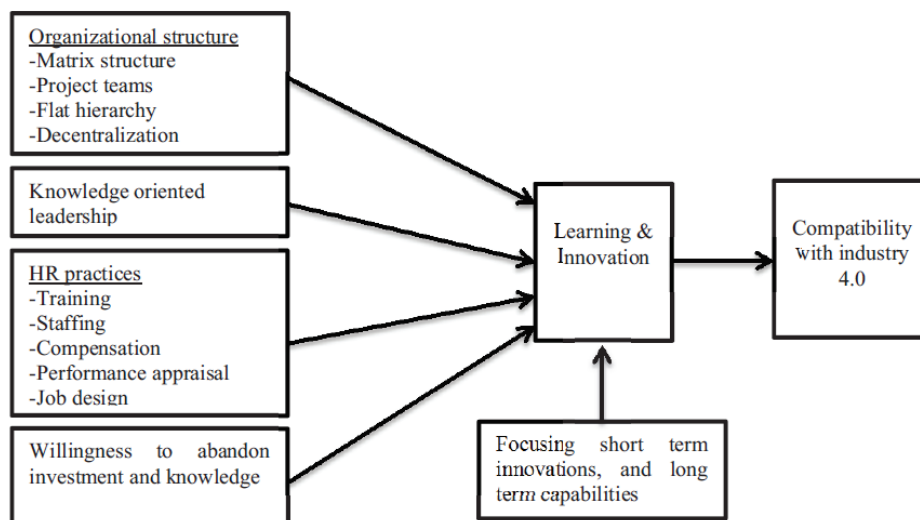 Organizational structure
-Matrix structure
-Project teams
-Flat hierarchy
-Decentralization
Knowledge oriented
leadership
HR practices
-Training
-Staffing
-Compensation
-Performance appraisal
-Job design
Willingness to abandon
investment and knowledge
Learning &
Innovation
Focusing short term
innovations, and long
term capabilities
Compatibility
with industry
4.0